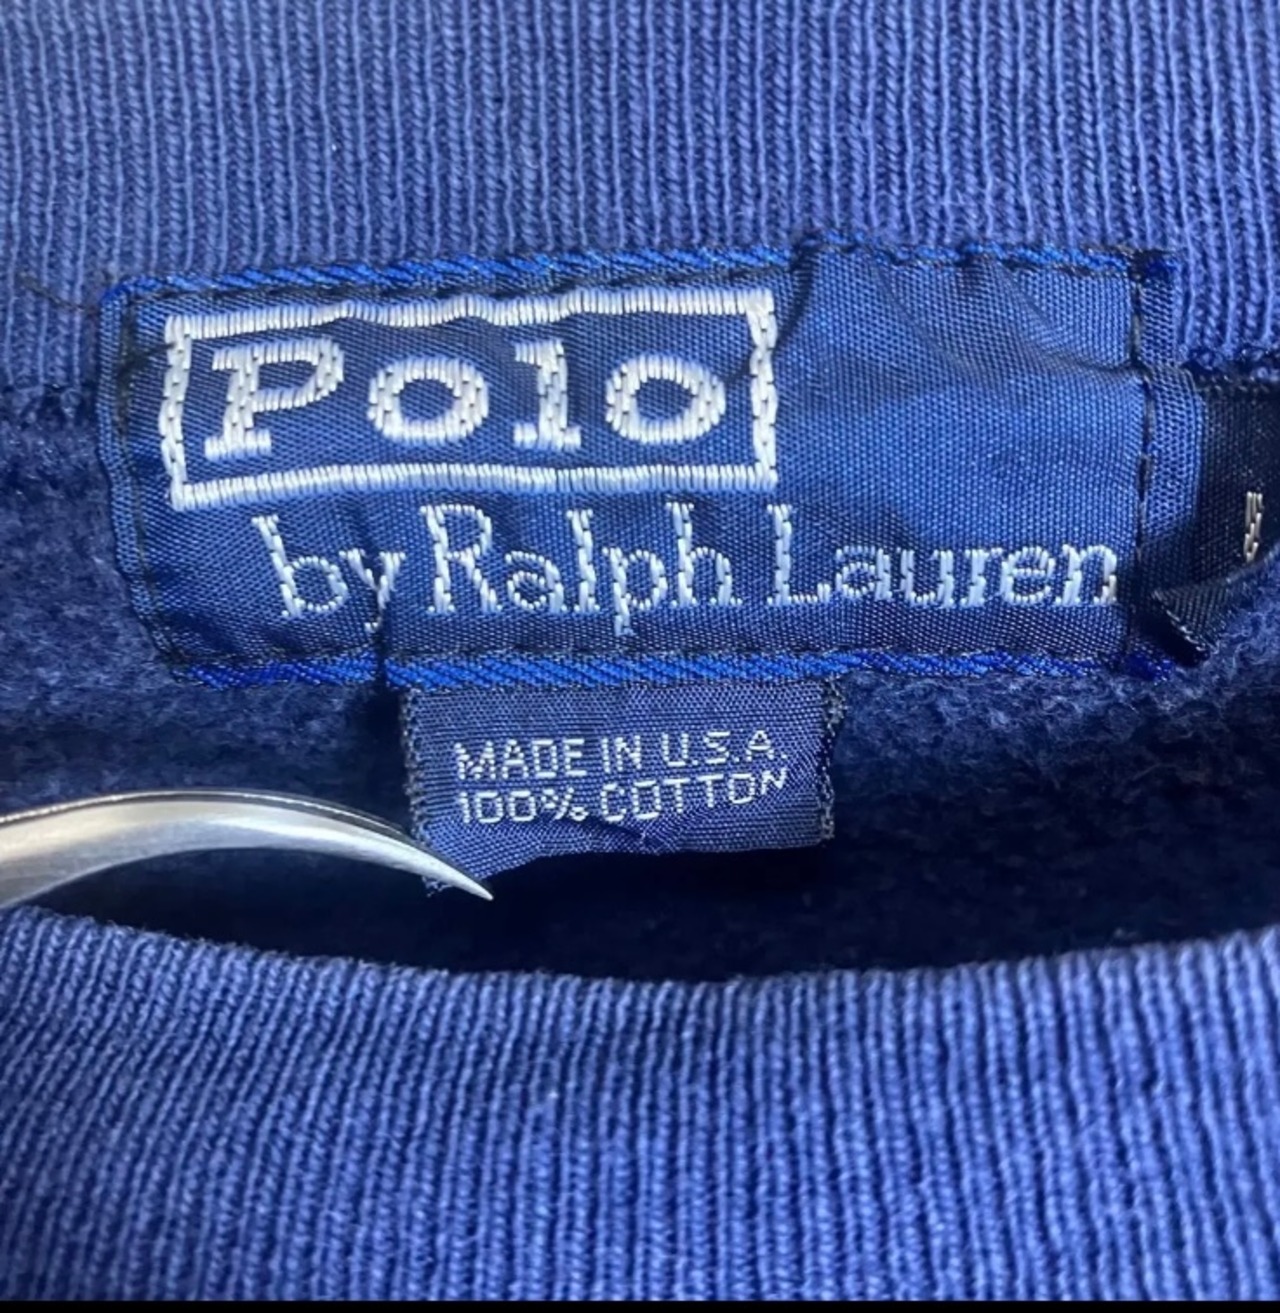 Polo
by Ralph Lauren
MADE IN U.S.A.
100% COTTON